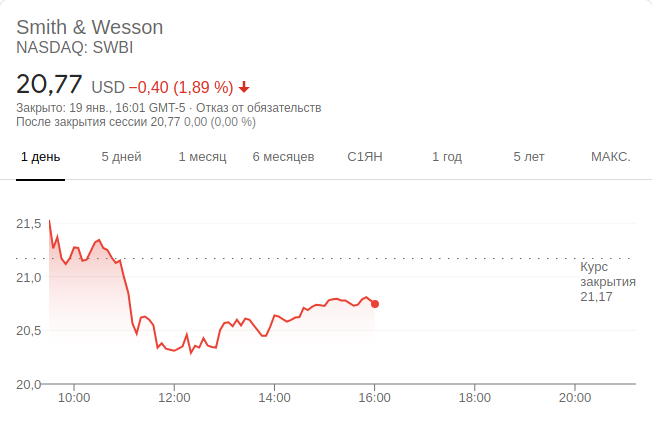 Smith & Wesson
NASDAQ: SWBI
20,77 USD −0,40 (1,89 %)
Закрыто: 19 янв., 16:01 GMT-5 · Отказ от обязательств
После закрытия сессии 20,77 0,00 (0,00 %)
1 день 5 дней 1 месяц 6 месяцев С1ЯН 1 год 5 лет МАКС.
21,5
Курс
закрытия
21,17
21,0
20,5
20,0
10:00 12:00 14:00 16:00 18:00 20:00